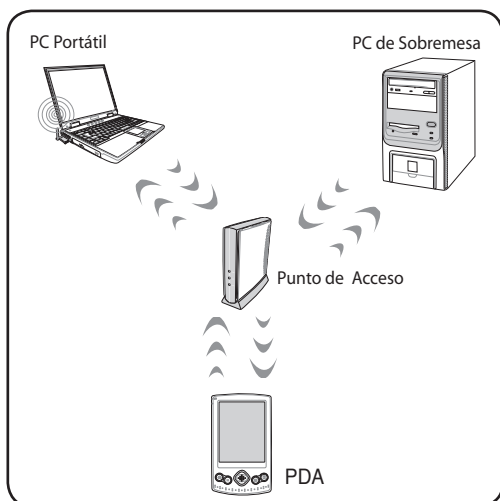 PC Portátil
PC de Sobremesa
Punto de Acceso
PDA